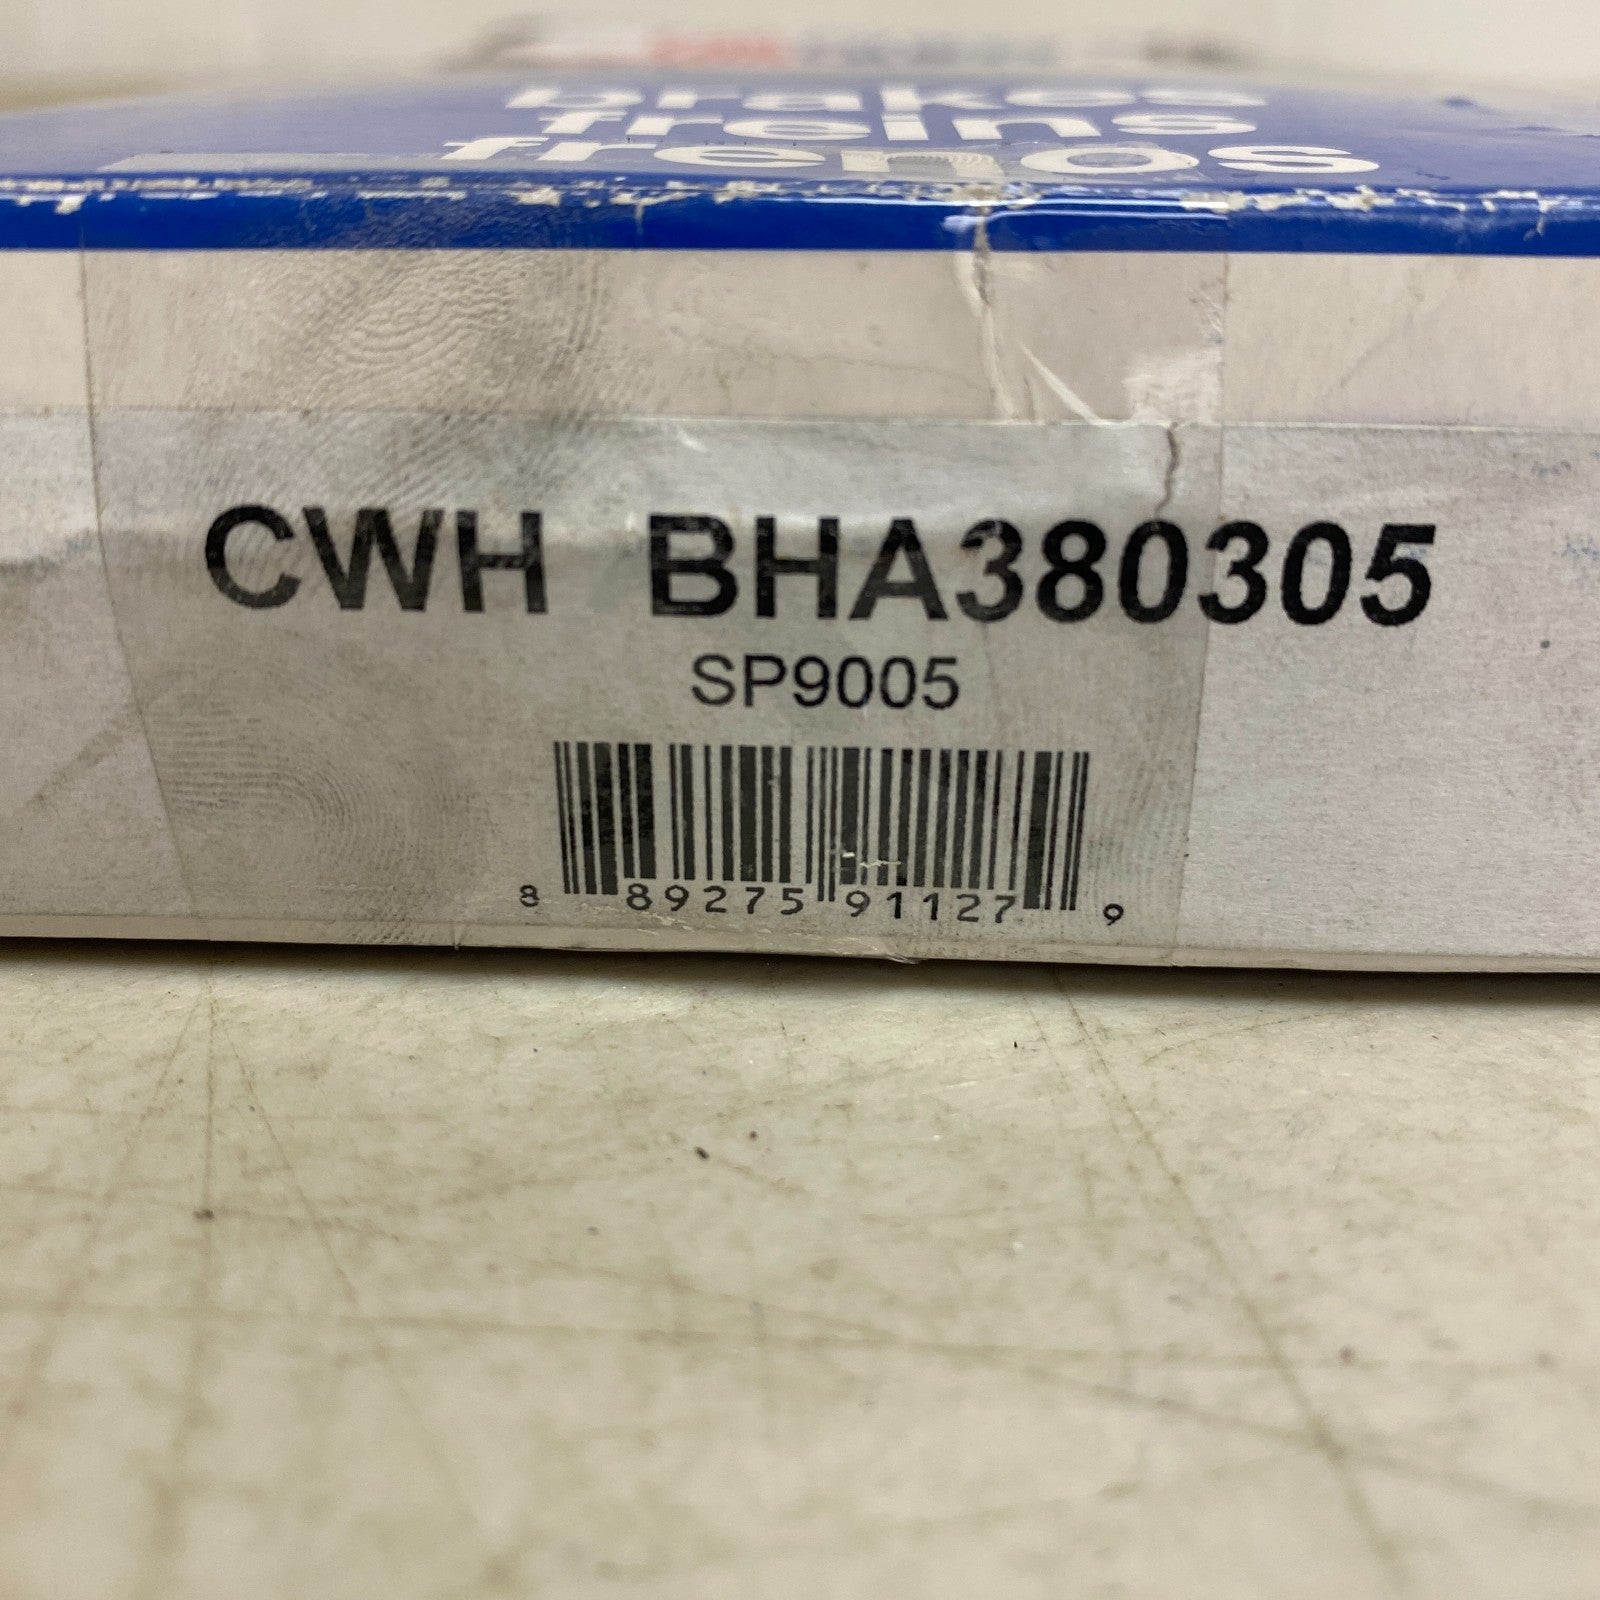 brakes
freins
frenos
CWH BHA380305
SP9005
8 89275 91127 9